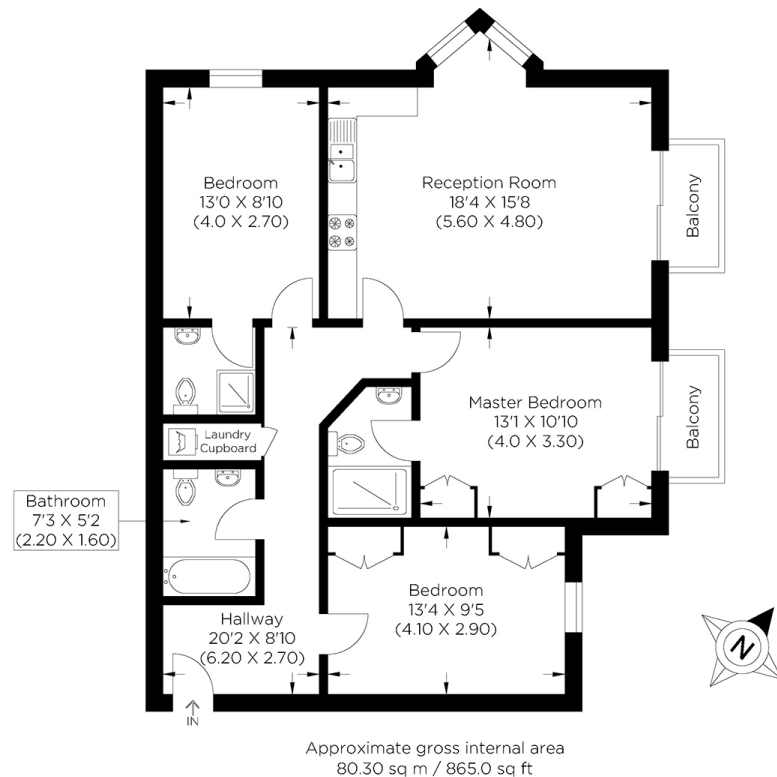 Bedroom
13'0 X 8'10
(4.0 X 2.70)
Reception Room
18'4 X 15'8
(5.60 X 4.80)
Balcony
Master Bedroom
13'1 X 10'10
(4.0 X 3.30)
Balcony
Laundry
Cupboard
Bathroom
7'3 X 5'2
(2.20 X 1.60)
Bedroom
13'4 X 9'5
(4.10 X 2.90)
Hallway
20'2 X 8'10
(6.20 X 2.70)
N
IN
Approximate gross internal area
80.30 sq m / 865.0 sq ft